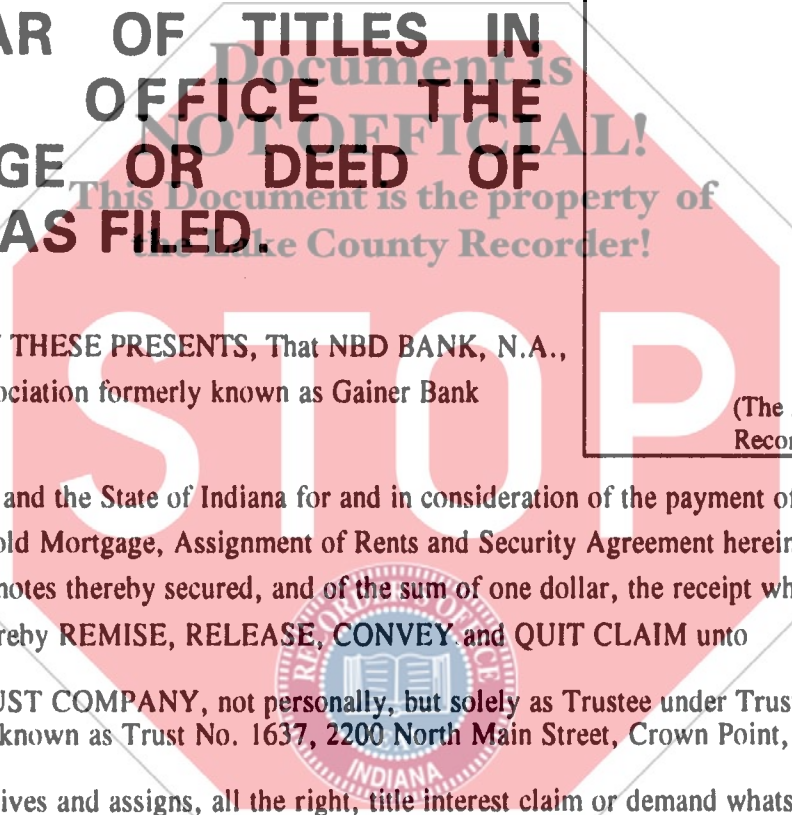 AR OF TITLES IN
OFFICE THE
GE OR DEED OF
AS FILED.
Document is
NOT OFFICIAL!
This Document is the property of
the Lake County Recorder!
STOP
THESE PRESENTS, That NBD BANK, N.A.,
ociation formerly known as Gainer Bank
(The
Recor
and the State of Indiana for and in consideration of the payment of
old Mortgage, Assignment of Rents and Security Agreement herein
notes thereby secured, and of the sum of one dollar, the receipt wh
reby REMISE, RELEASE, CONVEY and QUIT CLAIM unto
UST COMPANY, not personally, but solely as Trustee under Trus
known as Trust No. 1637, 2200 North Main Street, Crown Point,
ives and assigns, all the right, title interest claim or demand whats
RECORDER'S OFFICE
INDIANA